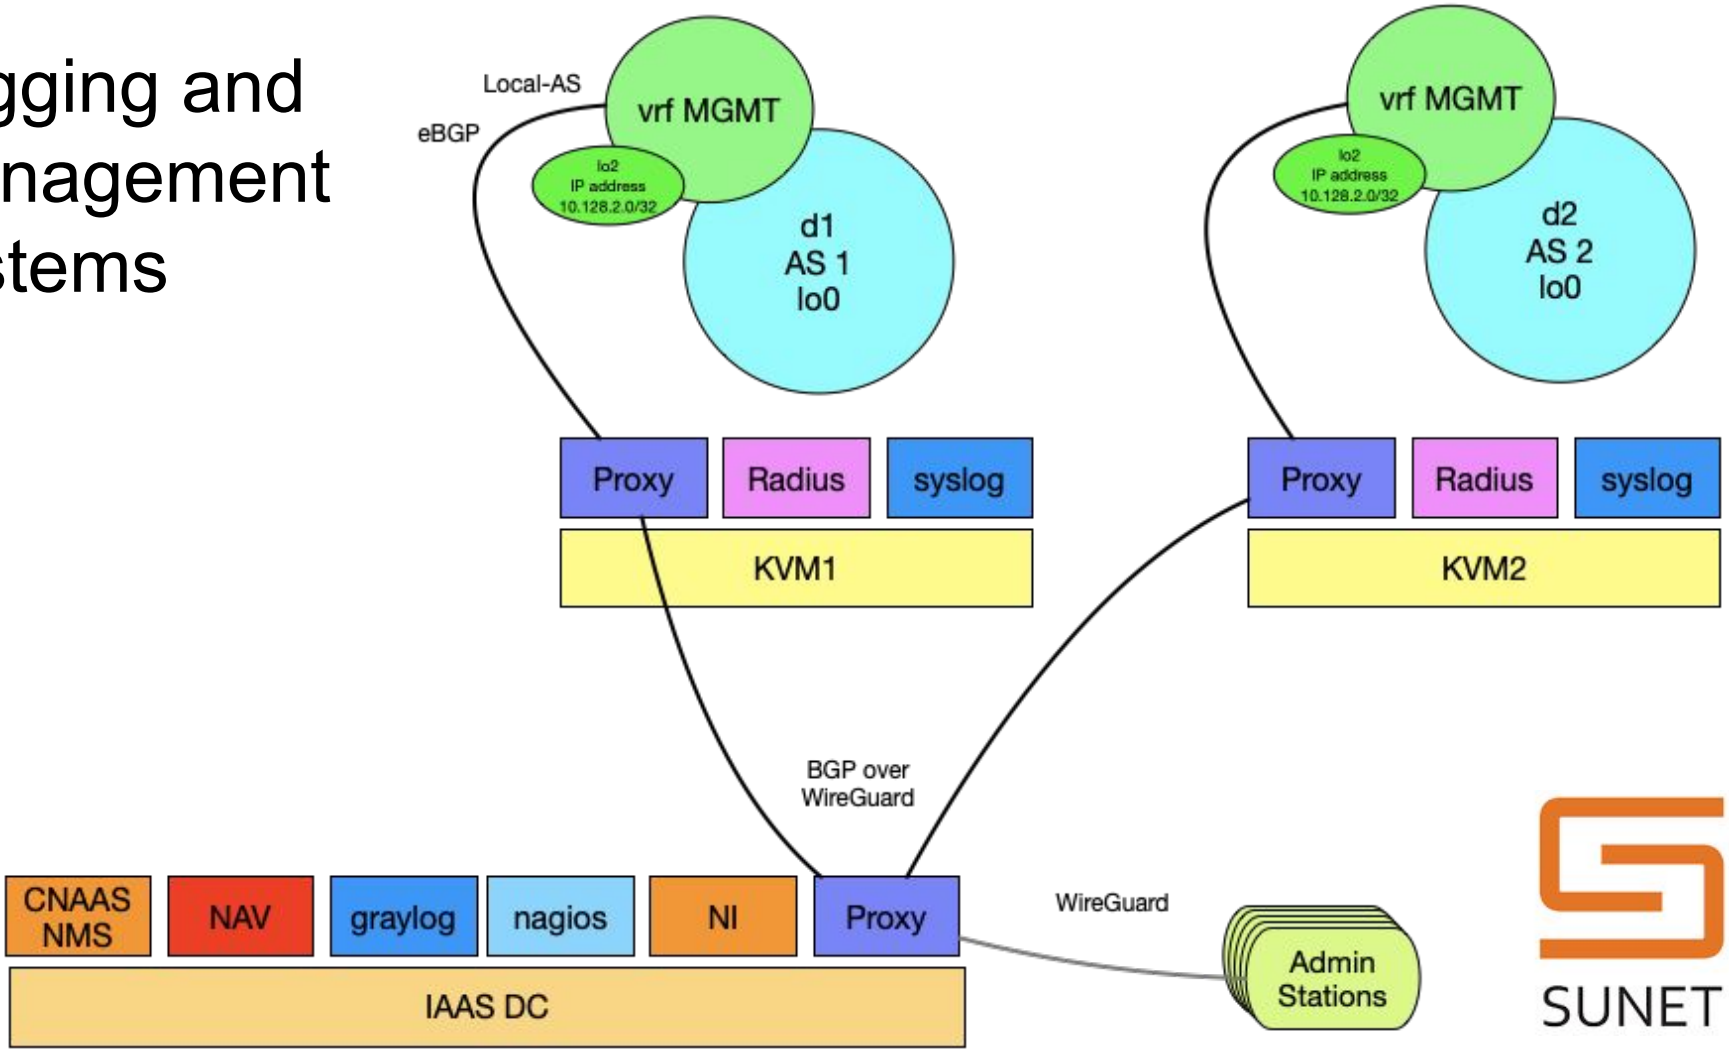 gging and
nagement
stems
Local-AS
eBGP
vrf MGMT
lo2
IP address
10.128.2.0/32
d1
AS 1
lo0
vrf MGMT
lo2
IP address
10.128.2.0/32
d2
AS 2
lo0
Proxy
Radius
syslog
KVM1
Proxy
Radius
syslog
KVM2
BGP over
WireGuard
CNAAS
NMS
NAV
graylog
nagios
NI
Proxy
IAAS DC
WireGuard
Admin
Stations
SUNET